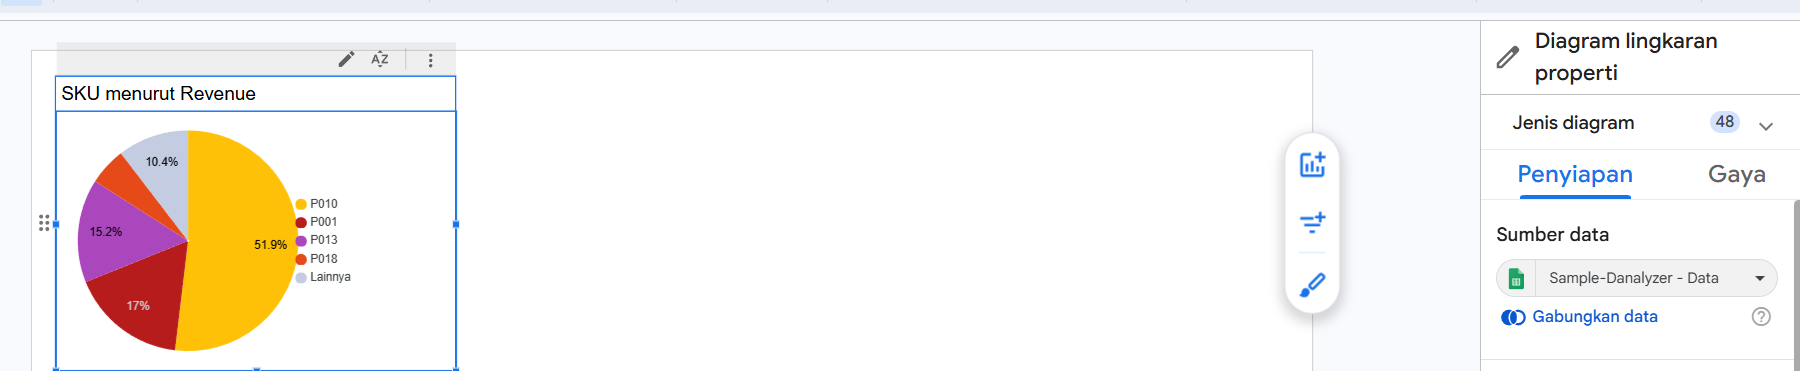 SKU menurut Revenue
10.4%
15.2%
51.9%
17%
P010
P001
P013
P018
Lainnya
Diagram lingkaran
properti
Jenis diagram 48
Penyiapan Gaya
Sumber data
Sample-Danalyzer - Data
Gabungkan data